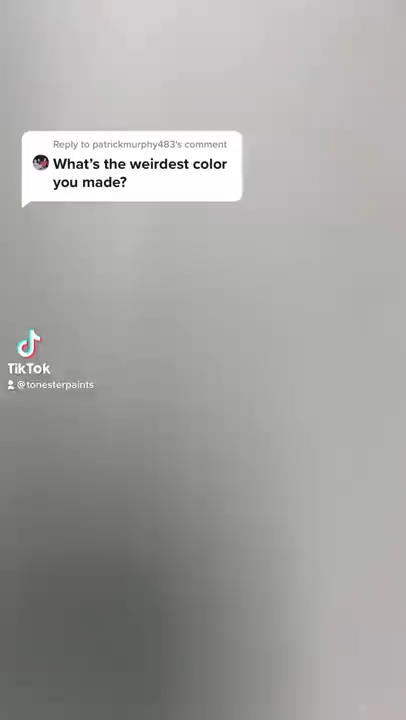 Reply to patrickmurphy483's comment
What's the weirdest color
you made?
TikTok
@tonesterpaints